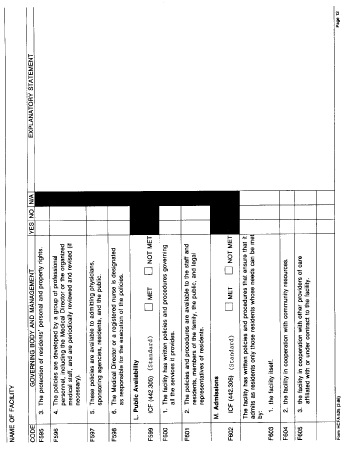 NAME OF FACILITY
CODE GOVERNING BODY AND MANAGEMENT YES NO N/A EXPLANATORY STATEMENT
F595 3. The protection of residents' personal and property rights.
F596 4. The policies are developed by a group of professional
personnel, including the Medical Director or the organized
medical staff, and are periodically reviewed and revised (if
necessary).
F597 5. These policies are available to admitting physicians,
sponsoring agencies, residents, and the public.
F598 6. The Medical Director or a registered nurse is designated
as responsible for the execution of the policies.
L. Public Availability
F599 ICF (442.305) (Standard) MET NOT MET
F600 1. The facility has written policies and procedures governing
all the services it provides.
F601 2. The policies and procedures are available to the staff and
residents, members of the family, the public, and legal
representatives of residents.
M. Admissions
F602 ICF (442.306) (Standard) MET NOT MET
The facility has written policies and procedures that ensure that it
admits as residents only those residents whose needs can be met
by:
F603 1. the facility itself.
F604 2. the facility in cooperation with community resources.
F605 3. the facility in cooperation with other providers of care
affiliated with or under contract to the facility.
Page 12